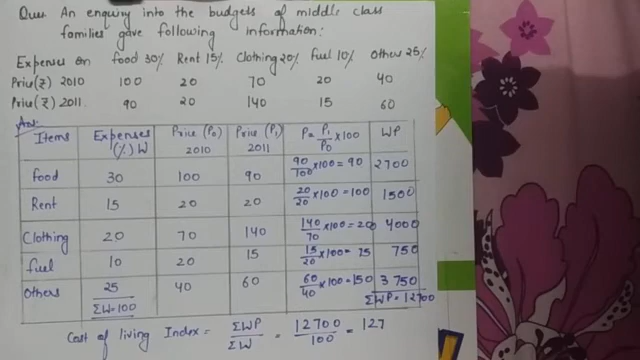 Ques An enquiry into the budgets of middle class
families gave following information:
Expenses on food 30% Rent 15% Clothing 20% fuel 10% Others 25%
Price(₹) 2010 100 20 70 20 40
Price(₹) 2011 90 20 140 15 60
Ans:
Items Expenses (%) W Price (P0) 2010 Price (P1) 2011 P = P1/P0 × 100 WP
food 30 100 90 90/100 × 100 = 90 2700
Rent 15 20 20 20/20 × 100 = 100 1500
Clothing 20 70 140 140/70 × 100 = 200 4000
fuel 10 20 15 15/20 × 100 = 75 750
Others 25 40 60 60/40 × 100 = 150 3750
ΣW=100 ΣWP = 12700
Cost of living Index = ΣWP/ΣW = 12700/100 = 127